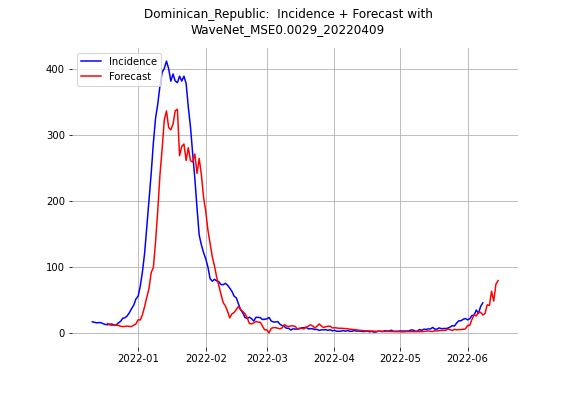 Dominican_Republic:  Incidence + Forecast with
WaveNet_MSE0.0029_20220409
Incidence
Forecast
400
300
200
100
0
2022-01 2022-02 2022-03 2022-04 2022-05 2022-06